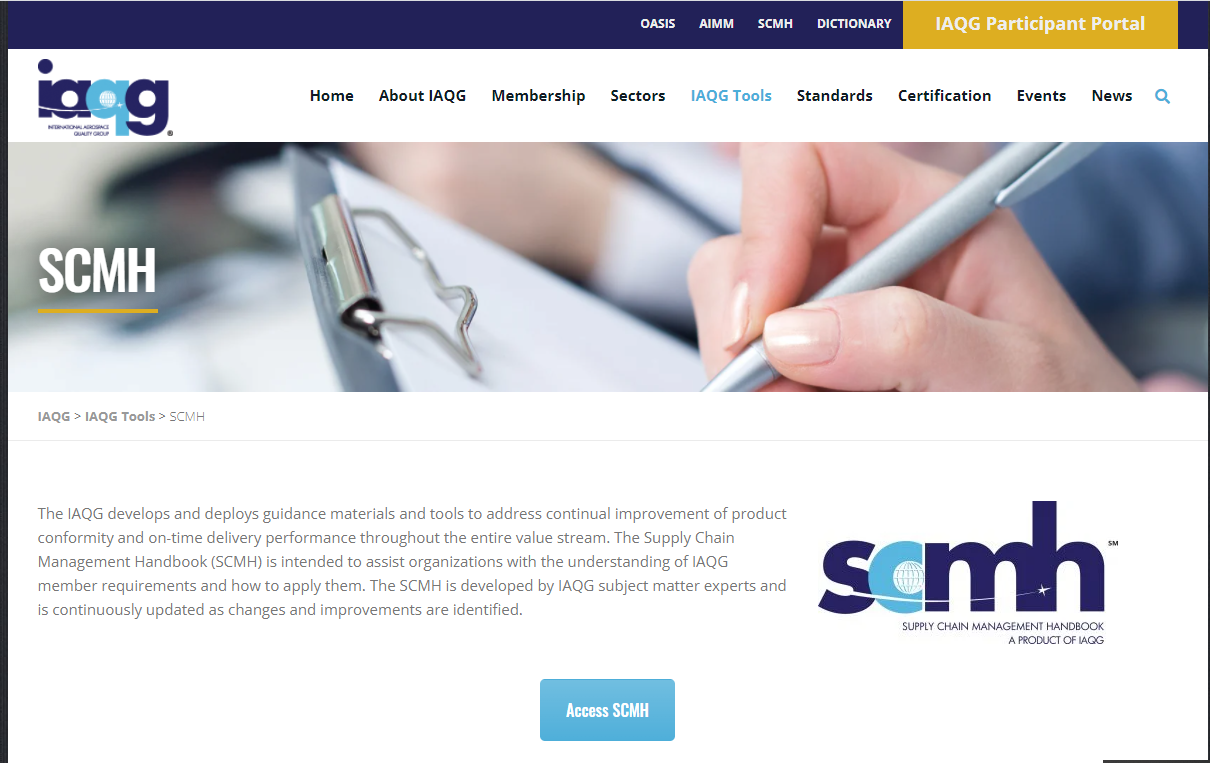 OASIS AIMM SCMH DICTIONARY IAQG Participant Portal
iaqg
INTERNATIONAL AEROSPACE
QUALITY GROUP
®
Home About IAQG Membership Sectors IAQG Tools Standards Certification Events News
SCMH
IAQG > IAQG Tools > SCMH
The IAQG develops and deploys guidance materials and tools to address continual improvement of product
conformity and on-time delivery performance throughout the entire value stream. The Supply Chain
Management Handbook (SCMH) is intended to assist organizations with the understanding of IAQG
member requirements and how to apply them. The SCMH is developed by IAQG subject matter experts and
is continuously updated as changes and improvements are identified.
scmh
SM
SUPPLY CHAIN MANAGEMENT HANDBOOK
A PRODUCT OF IAQG
Access SCMH